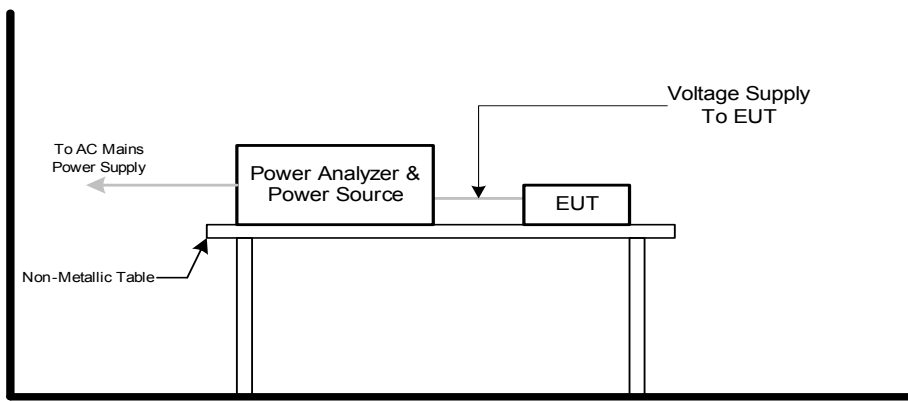 Voltage Supply
To EUT
To AC Mains
Power Supply
Power Analyzer &
Power Source
EUT
Non-Metallic Table